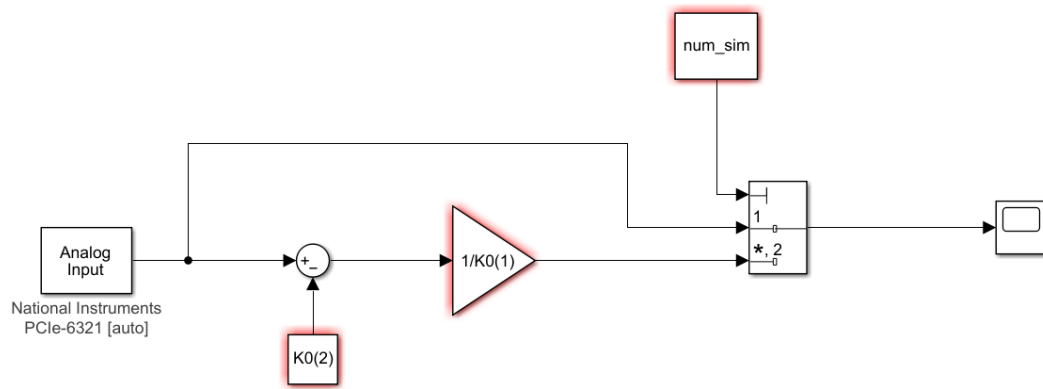 num_sim
1
*, 2
Analog
Input
+
-
1/K0(1)
National Instruments
PCIe-6321 [auto]
K0(2)